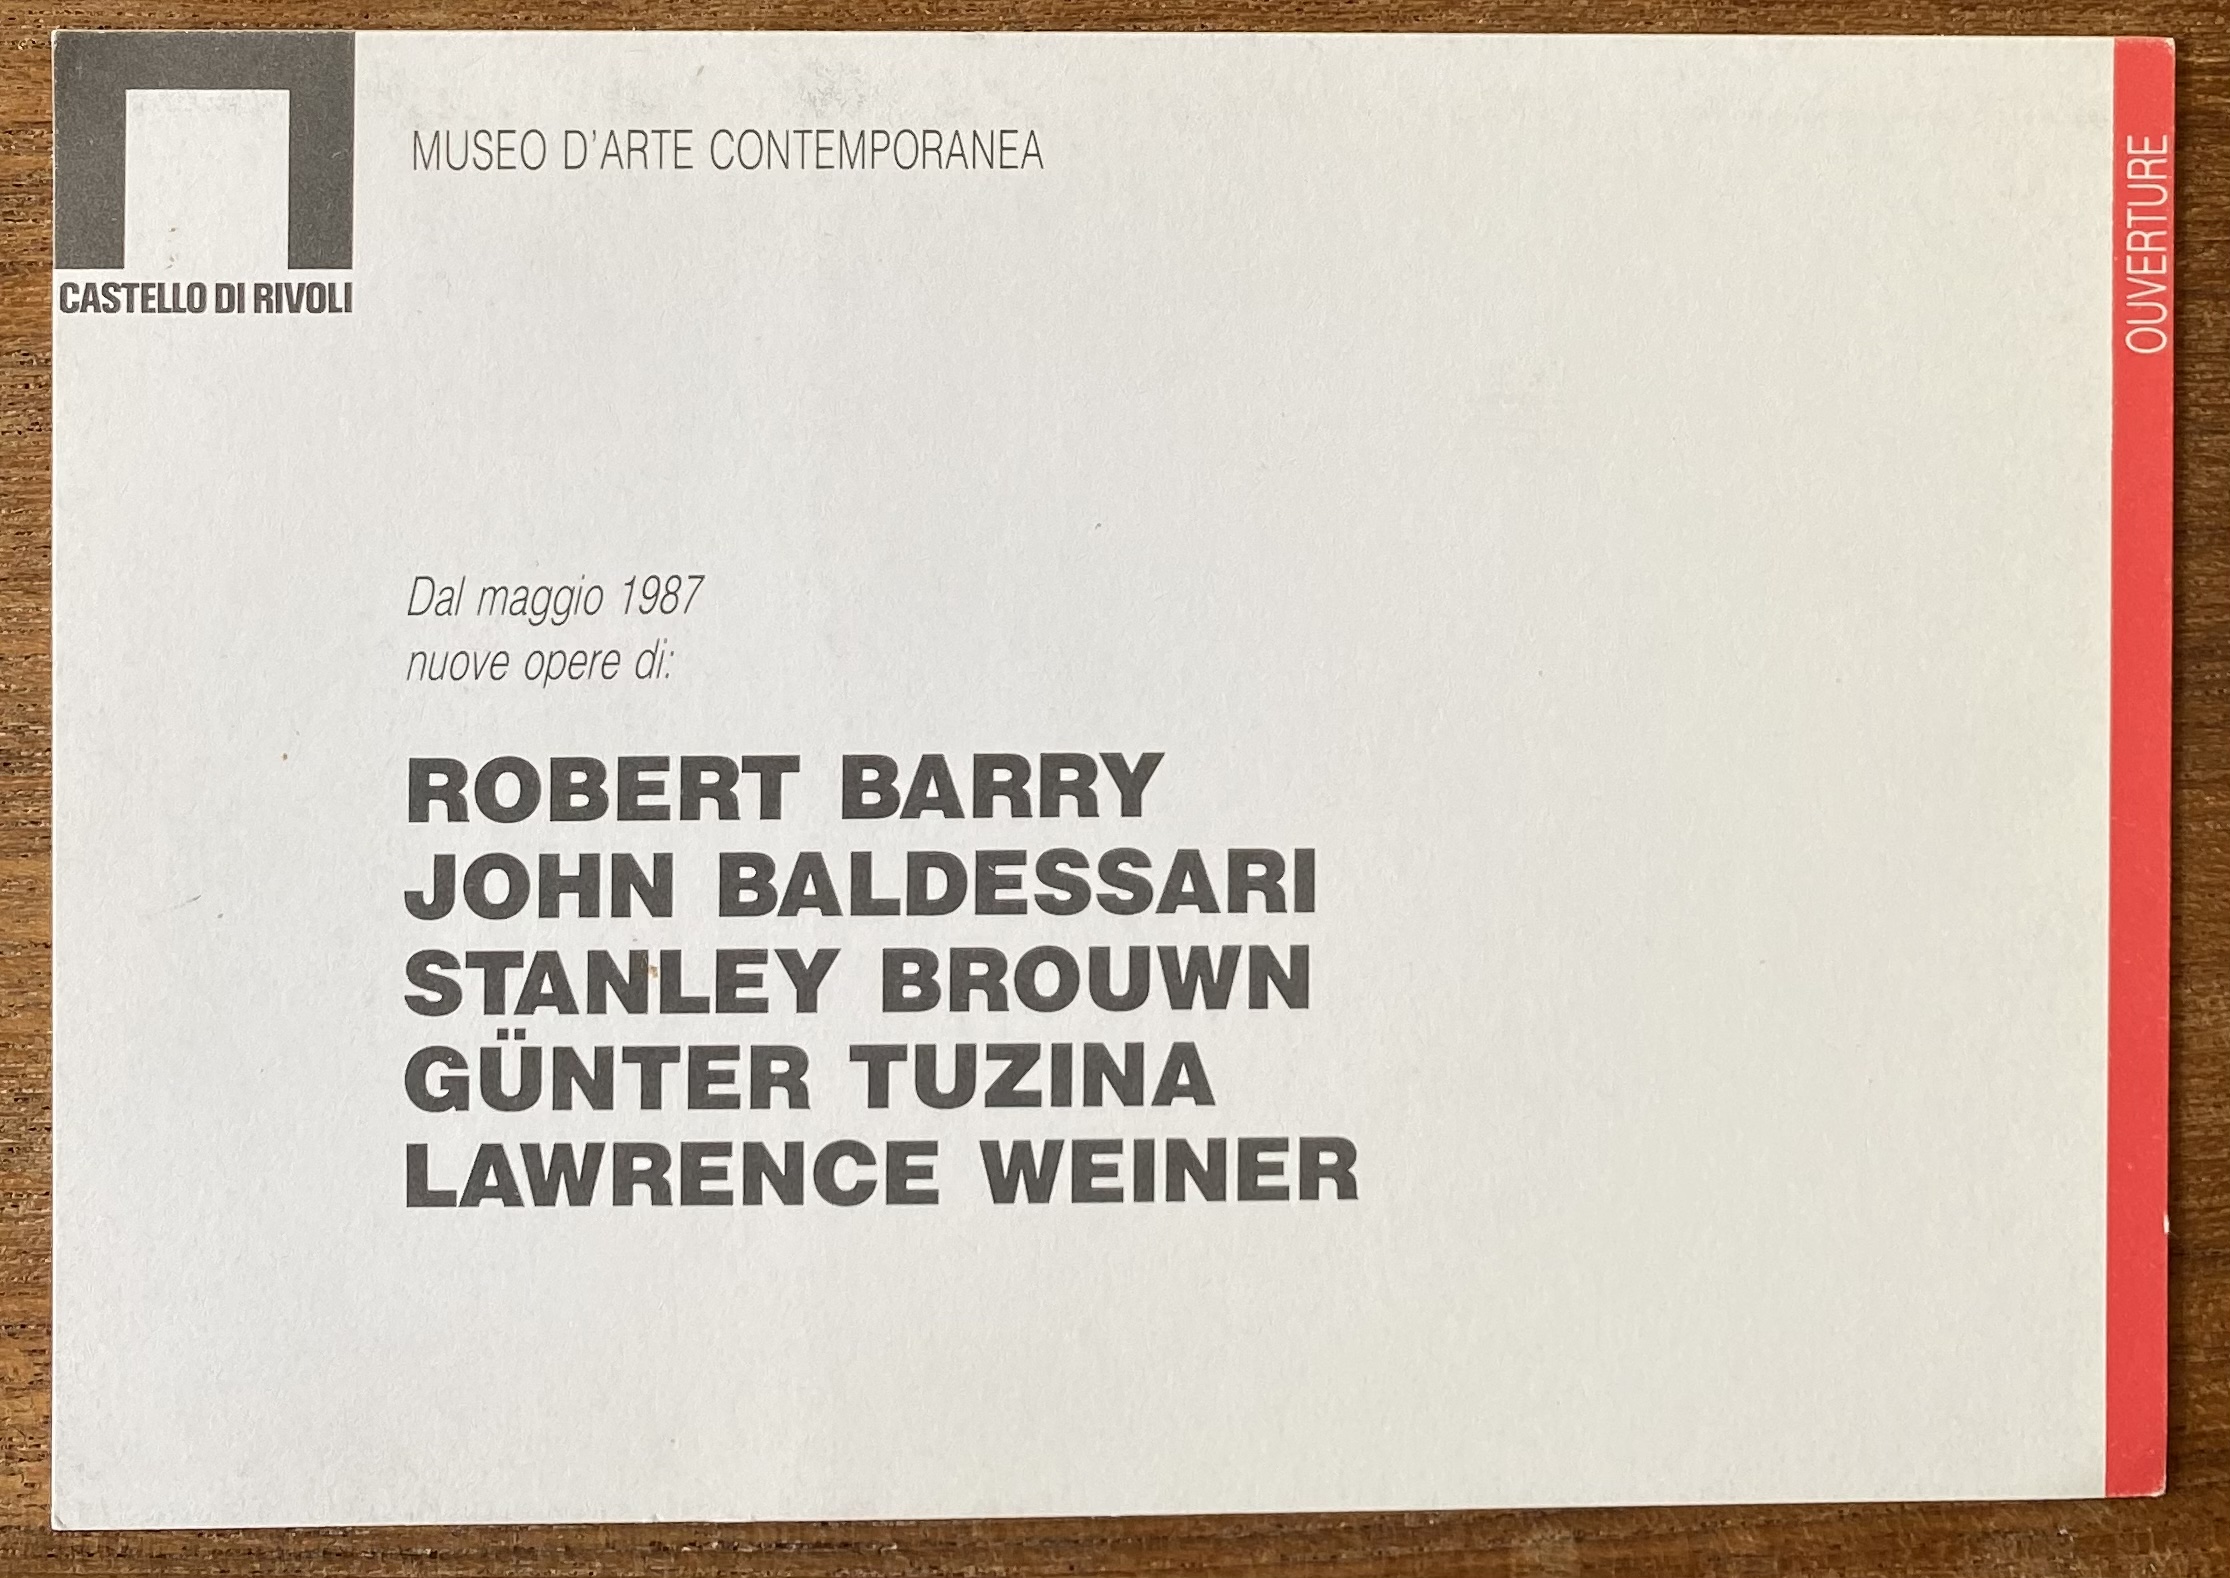 CASTELLO DI RIVOLI
MUSEO D'ARTE CONTEMPORANEA
OUVERTURE
Dal maggio 1987
nuove opere di:
ROBERT BARRY
JOHN BALDESSARI
STANLEY BROUWN
GÜNTER TUZINA
LAWRENCE WEINER